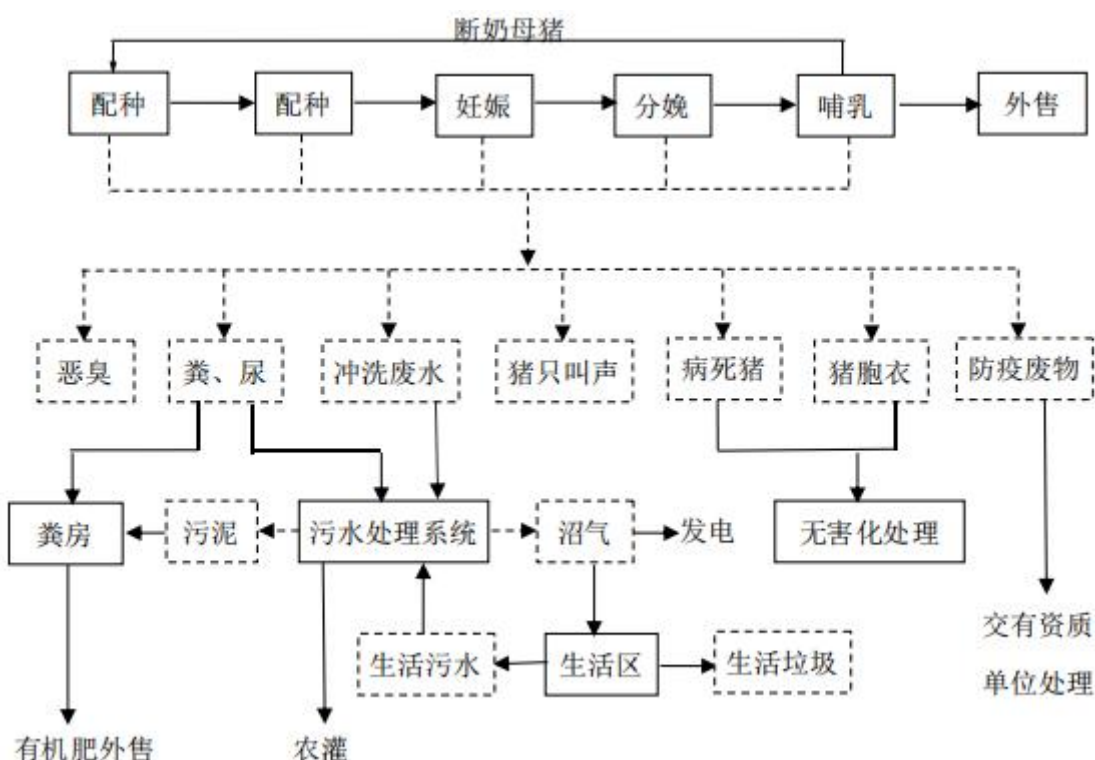 断奶母猪
配种
配种
妊娠
分娩
哺乳
外售
恶臭
粪、尿
冲洗废水
猪只叫声
病死猪
猪胞衣
防疫废物
粪房
污泥
污水处理系统
沼气
发电
无害化处理
交有资质
单位处理
生活污水
生活区
生活垃圾
有机肥外售
农灌